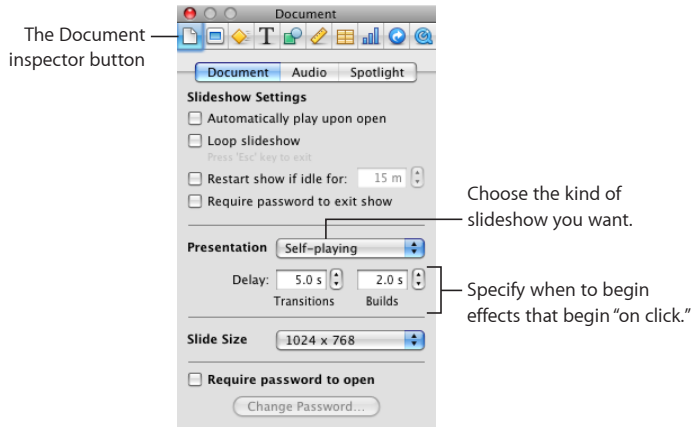 Document
The Document
inspector button
T
Document Audio Spotlight
Slideshow Settings
Automatically play upon open
Loop slideshow
Press 'Esc' key to exit
Restart show if idle for: 15 m
Require password to exit show
Choose the kind of
slideshow you want.
Presentation Self-playing
Delay: 5.0 s 2.0 s
Transitions Builds
Specify when to begin
effects that begin “on click.”
Slide Size 1024 x 768
Require password to open
Change Password...